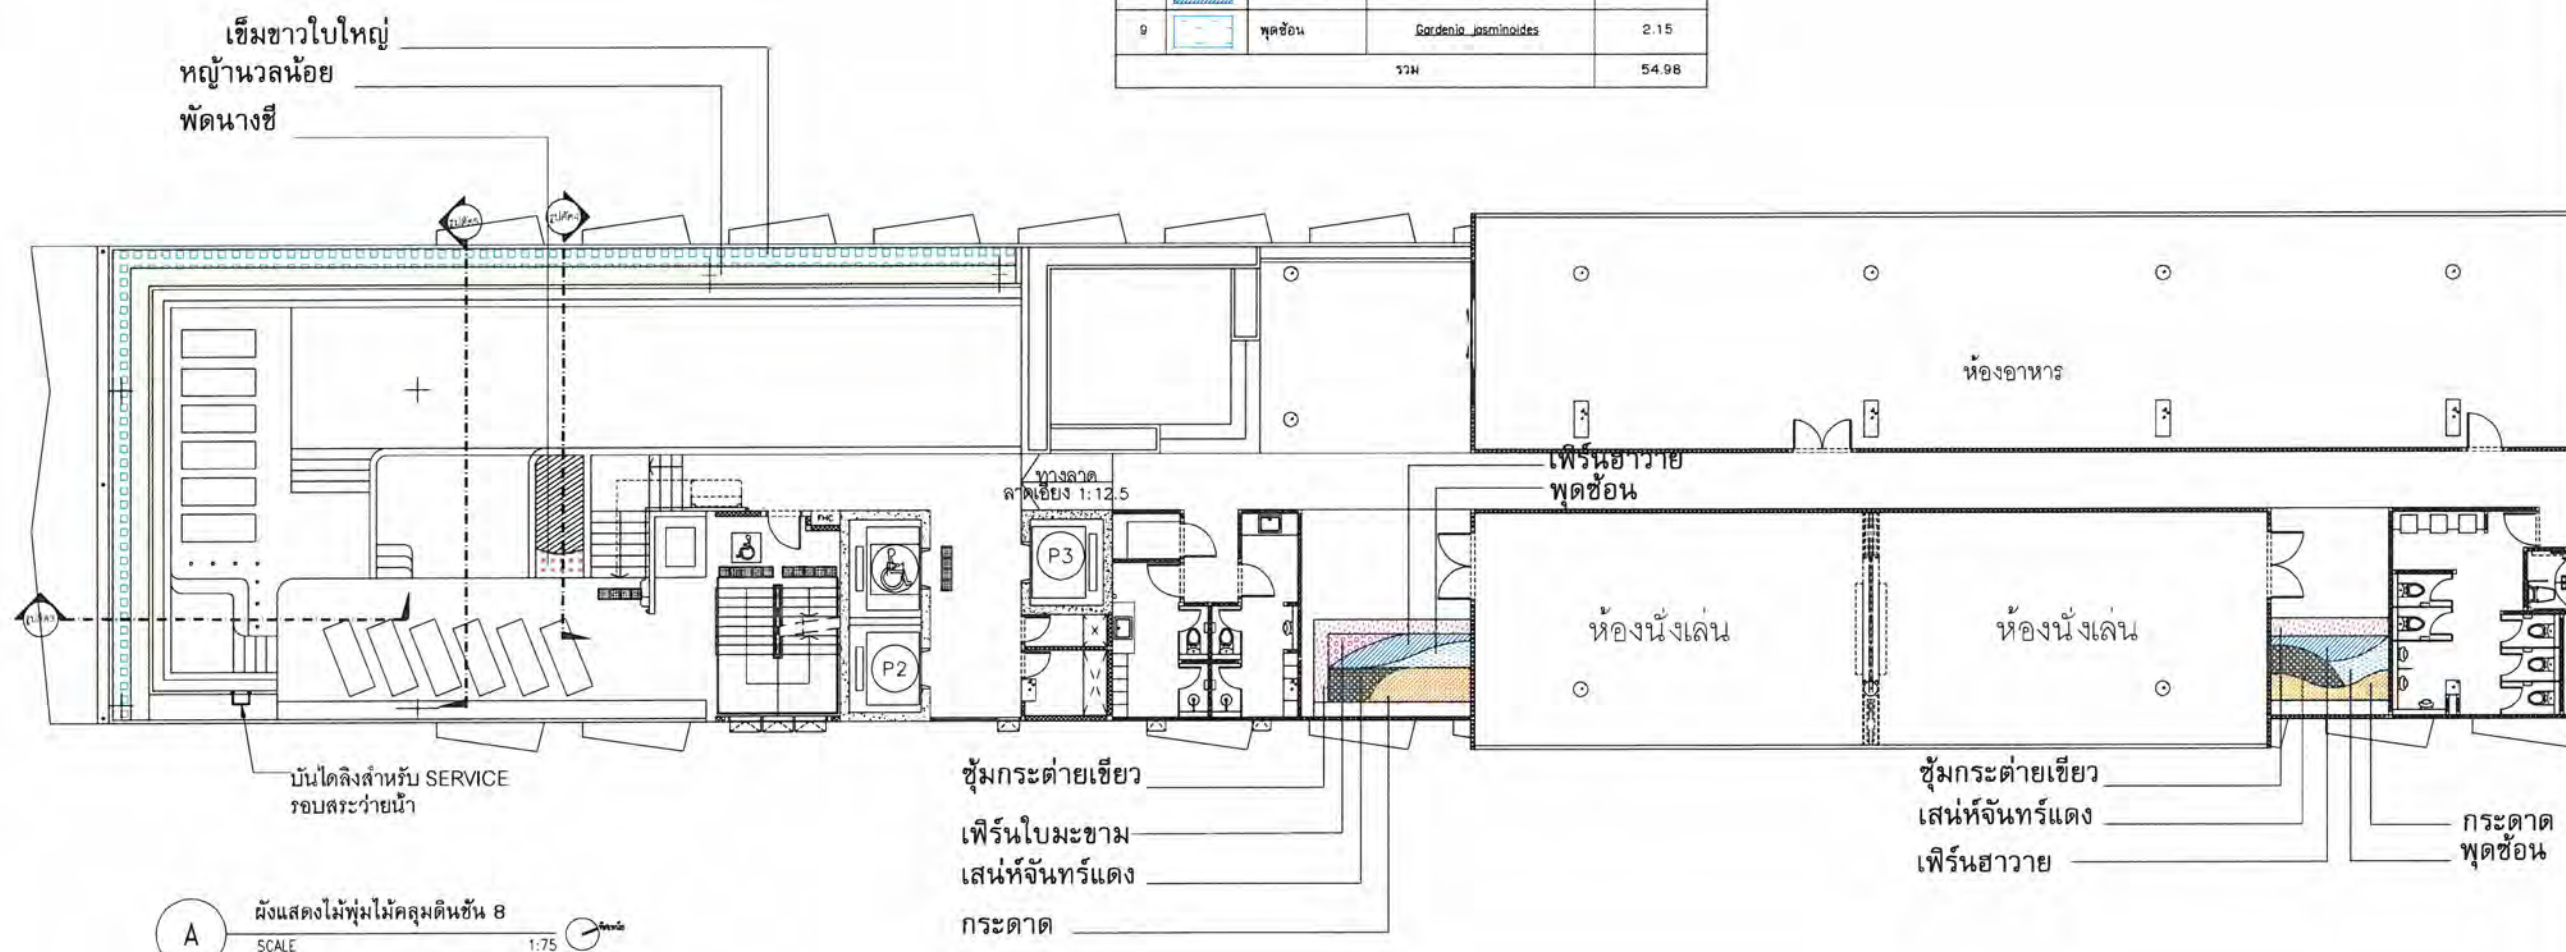 9 พุดซ้อน Gardenia jasminoides 2.15
รวม 54.98
เข็มขาวใบใหญ่
หญ้านวลน้อย
พัดนางชี
ห้องอาหาร
เฟิร์นฮาวาย
พุดซ้อน
ทางลาด
ลาดเอียง 1:12.5
FHC
P3
P2
ห้องนั่งเล่น
ห้องนั่งเล่น
บันไดลิงสำหรับ SERVICE
รอบสระว่ายน้ำ
ซุ้มกระต่ายเขียว
เฟิร์นใบมะขาม
เสน่ห์จันทร์แดง
กระดาด
ซุ้มกระต่ายเขียว
เสน่ห์จันทร์แดง
เฟิร์นฮาวาย
กระดาด
พุดซ้อน
A
ผังแสดงไม้พุ่มไม้คลุมดินชั้น 8
SCALE 1:75